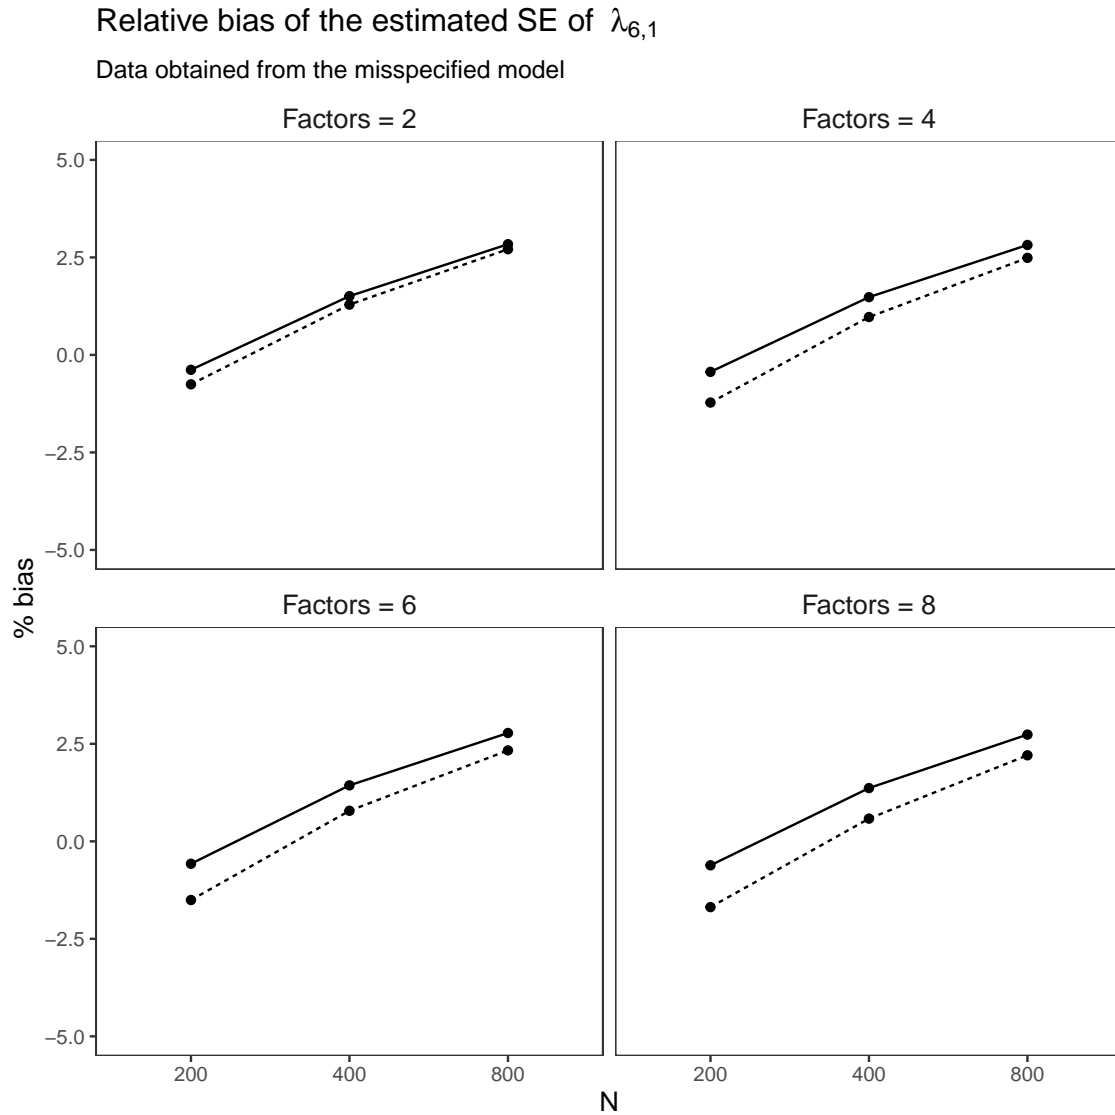 Relative bias of the estimated SE of λ6,1
Data obtained from the misspecified model
Factors = 2
Factors = 4
5.0
2.5
0.0
−2.5
−5.0
% bias
Factors = 6
Factors = 8
5.0
2.5
0.0
−2.5
−5.0
200 400 800
200 400 800
N